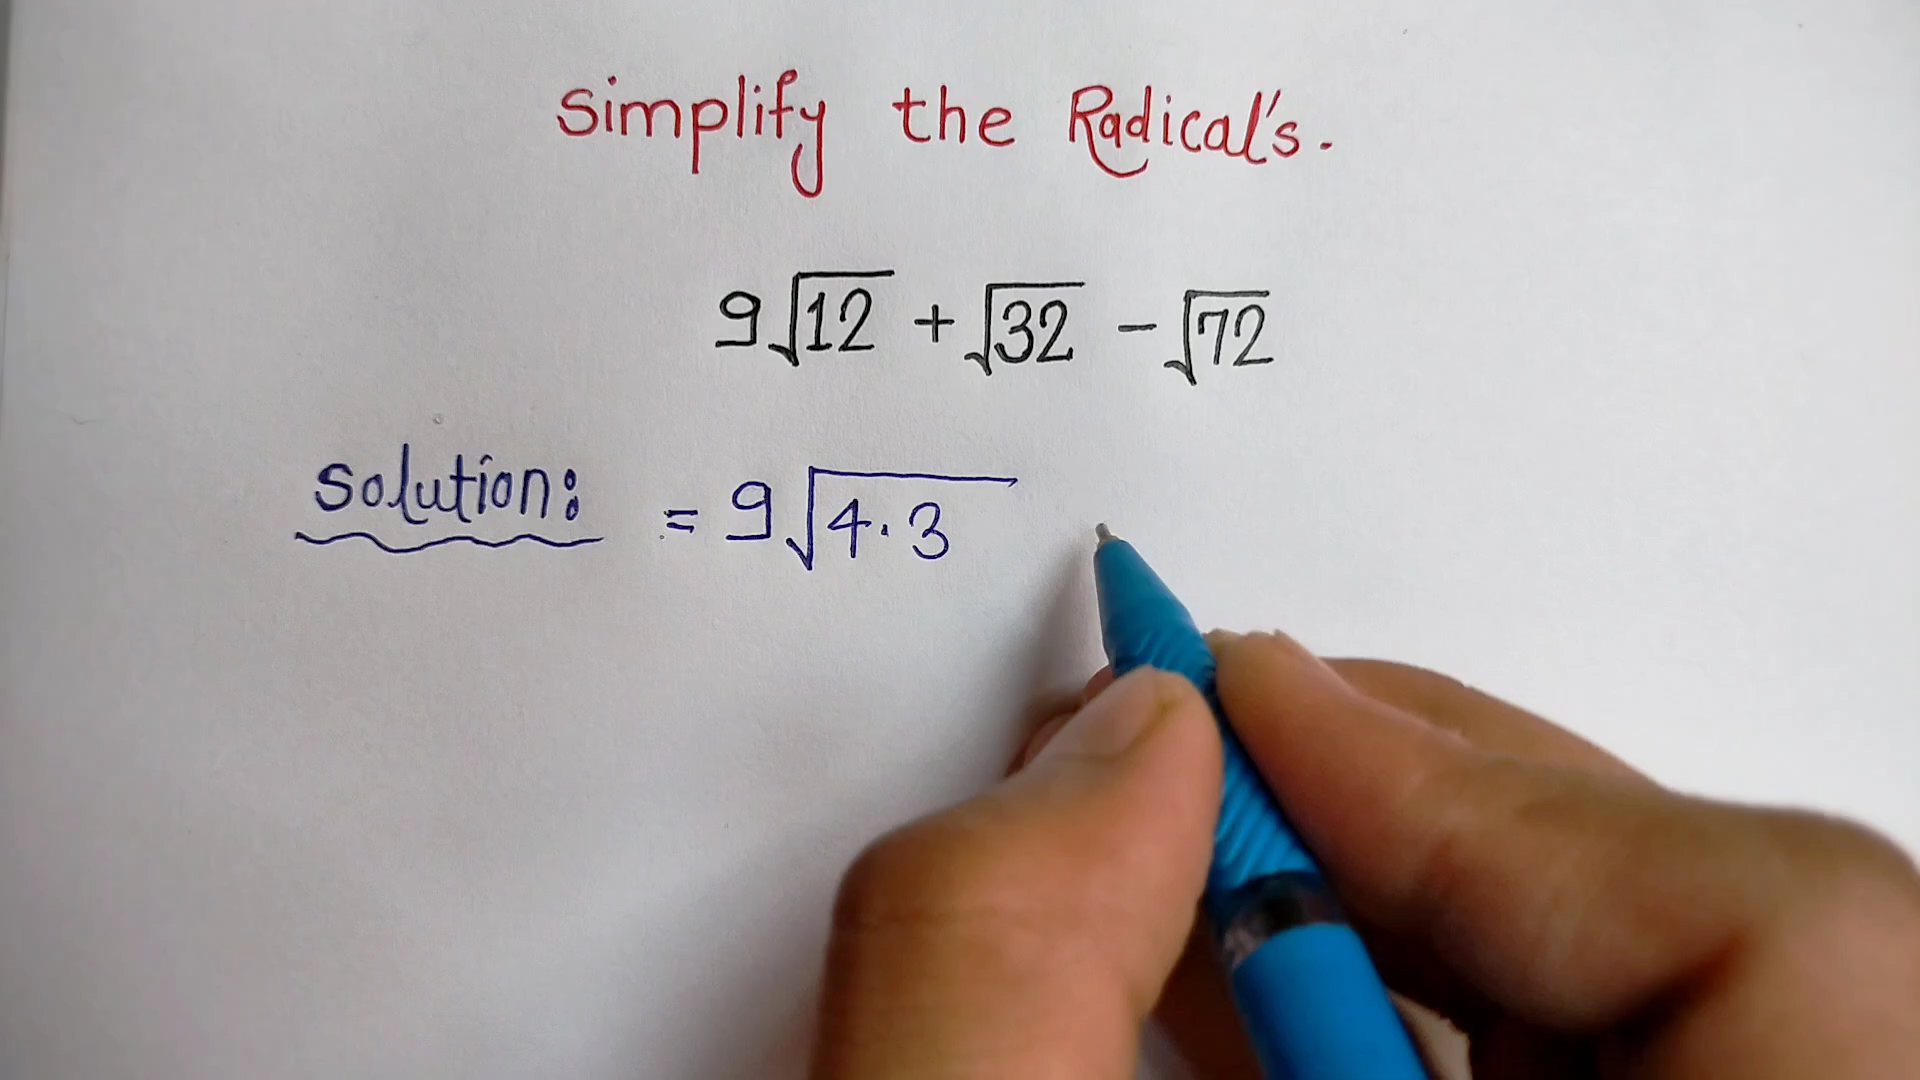 Simplify the Radical's.
9√12 + √32 - √72
Solution: = 9√4·3